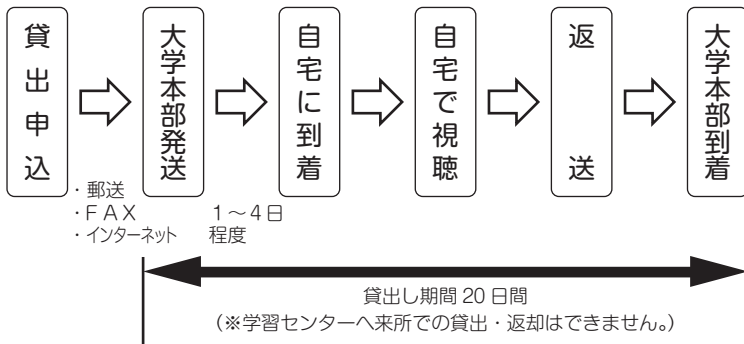 貸出申込
大学本部発送
自宅に到着
自宅で視聴
返送
大学本部到着
・郵送
・ＦＡＸ
・インターネット
１～４日
程度
貸出し期間 20 日間
（※学習センターへ来所での貸出・返却はできません。）